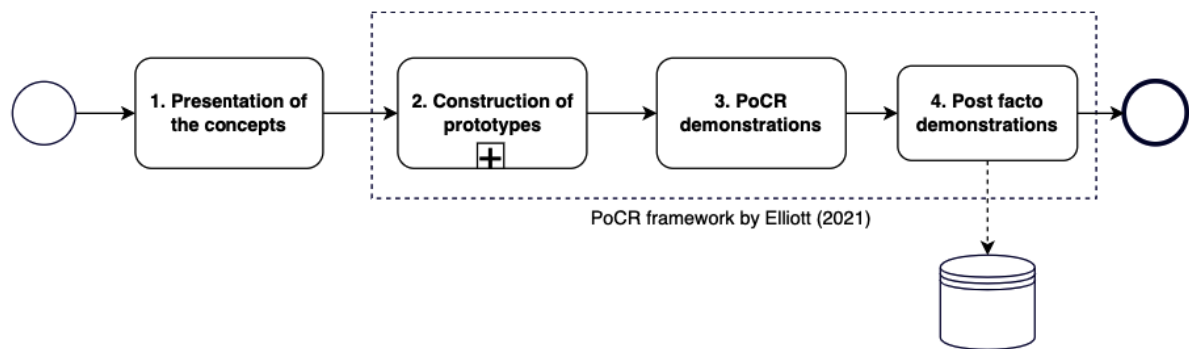 1. Presentation of
the concepts
2. Construction of
prototypes
3. PoCR
demonstrations
4. Post facto
demonstrations
PoCR framework by Elliott (2021)